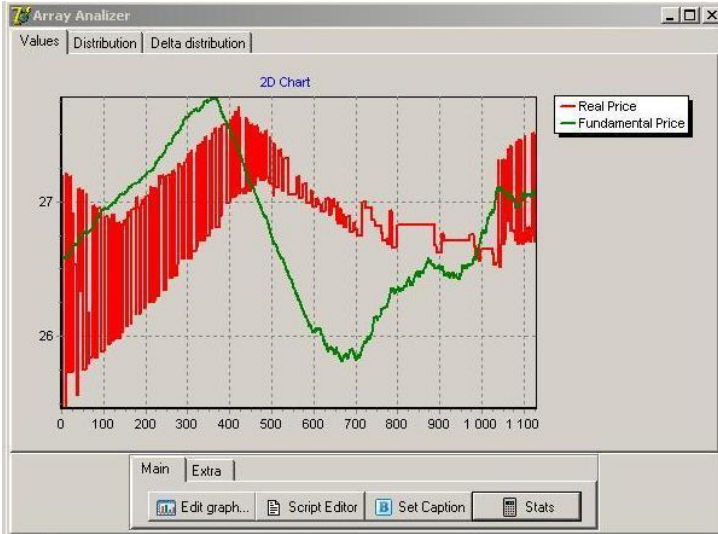 Array Analizer
Values Distribution Delta distribution
2D Chart
Real Price
Fundamental Price
27
26
0 100 200 300 400 500 600 700 800 900 1 000 1 100
Main Extra
Edit graph... Script Editor Set Caption Stats